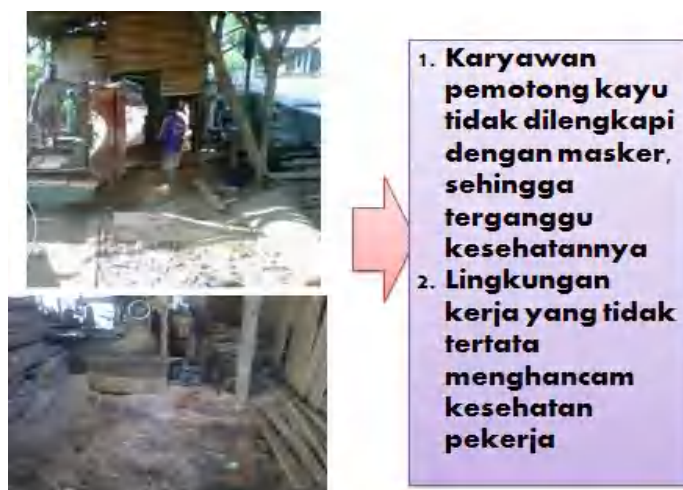 1. Karyawan
pemotong kayu
tidak dilengkapi
dengan masker,
sehingga
terganggu
kesehatannya
2. Lingkungan
kerja yang tidak
tertata
menghancam
kesehatan
pekerja